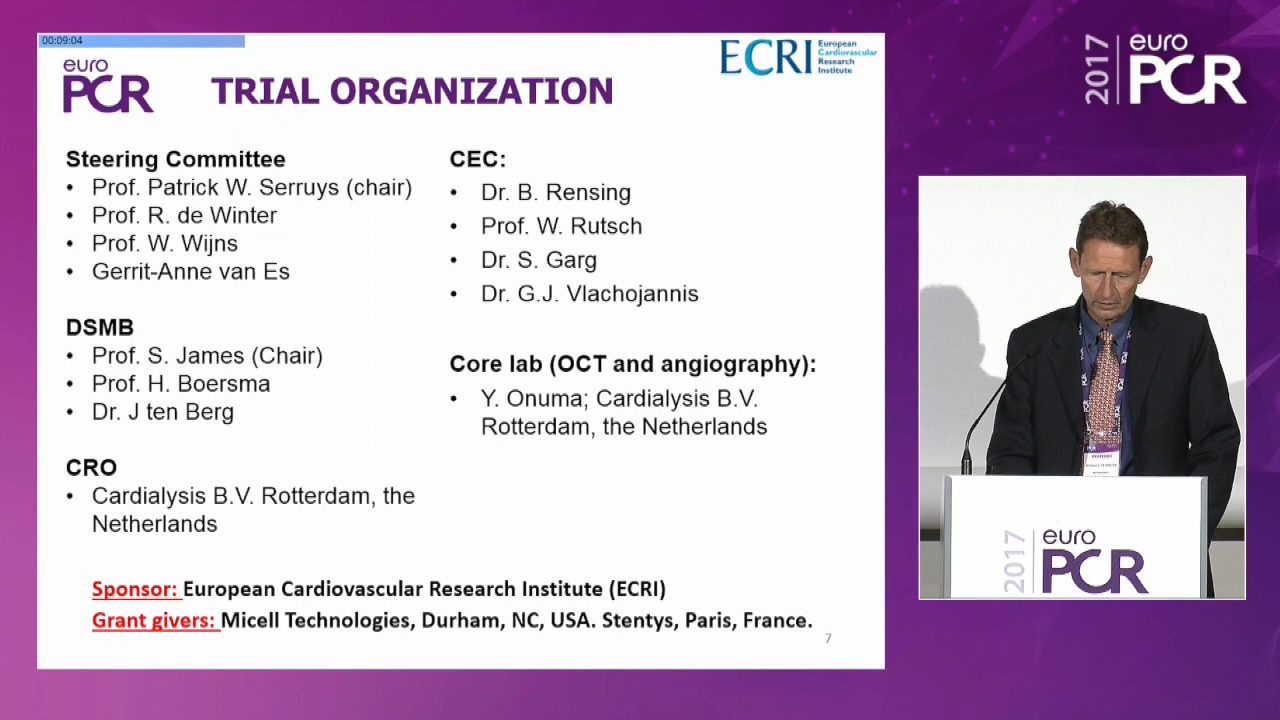 00:09:04
euro
PCR
TRIAL ORGANIZATION
ECRI
European
Cardiovascular
Research
Institute
Steering Committee
• Prof. Patrick W. Serruys (chair)
• Prof. R. de Winter
• Prof. W. Wijns
• Gerrit-Anne van Es
DSMB
• Prof. S. James (Chair)
• Prof. H. Boersma
• Dr. J ten Berg
CRO
• Cardialysis B.V. Rotterdam, the
Netherlands
CEC:
• Dr. B. Rensing
• Prof. W. Rutsch
• Dr. S. Garg
• Dr. G.J. Vlachojannis
Core lab (OCT and angiography):
• Y. Onuma; Cardialysis B.V.
Rotterdam, the Netherlands
Sponsor: European Cardiovascular Research Institute (ECRI)
Grant givers: Micell Technologies, Durham, NC, USA. Stentys, Paris, France.
7
2017
euro
PCR
2017
euro
PCR